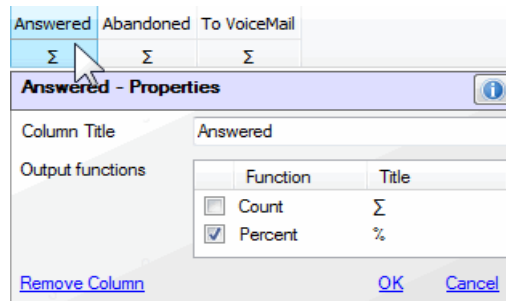 Answered Abandoned To VoiceMail
Σ Σ Σ
Answered - Properties
Column Title Answered
Output functions
Function Title
Count Σ
Percent %
Remove Column OK Cancel